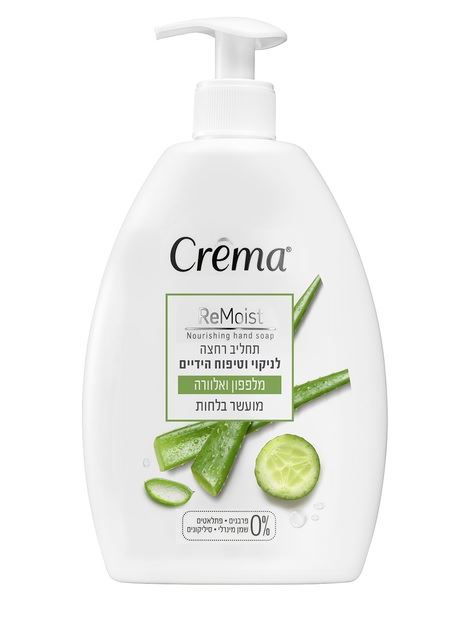 Crêma®
ReMoist
Nourishing hand soap
תחליב רחצה
לניקוי וטיפוח הידיים
מלפפון ואלוורה
מועשר בלחות
0% פרבנים • פתלאטים
שמן מינרלי • סיליקונים